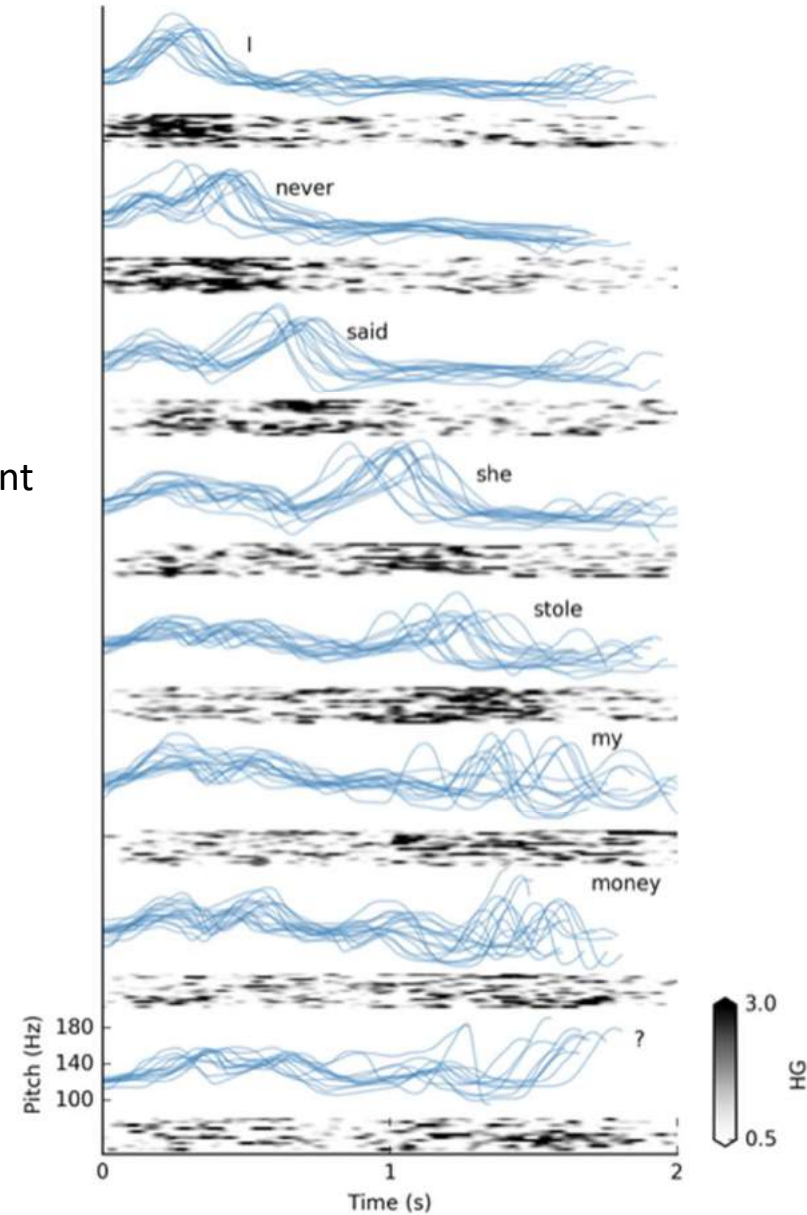 I
never
said
she
nt
stole
my
money
?
Pitch (Hz)
180
140
100
3.0
HG
0.5
0
1
2
Time (s)